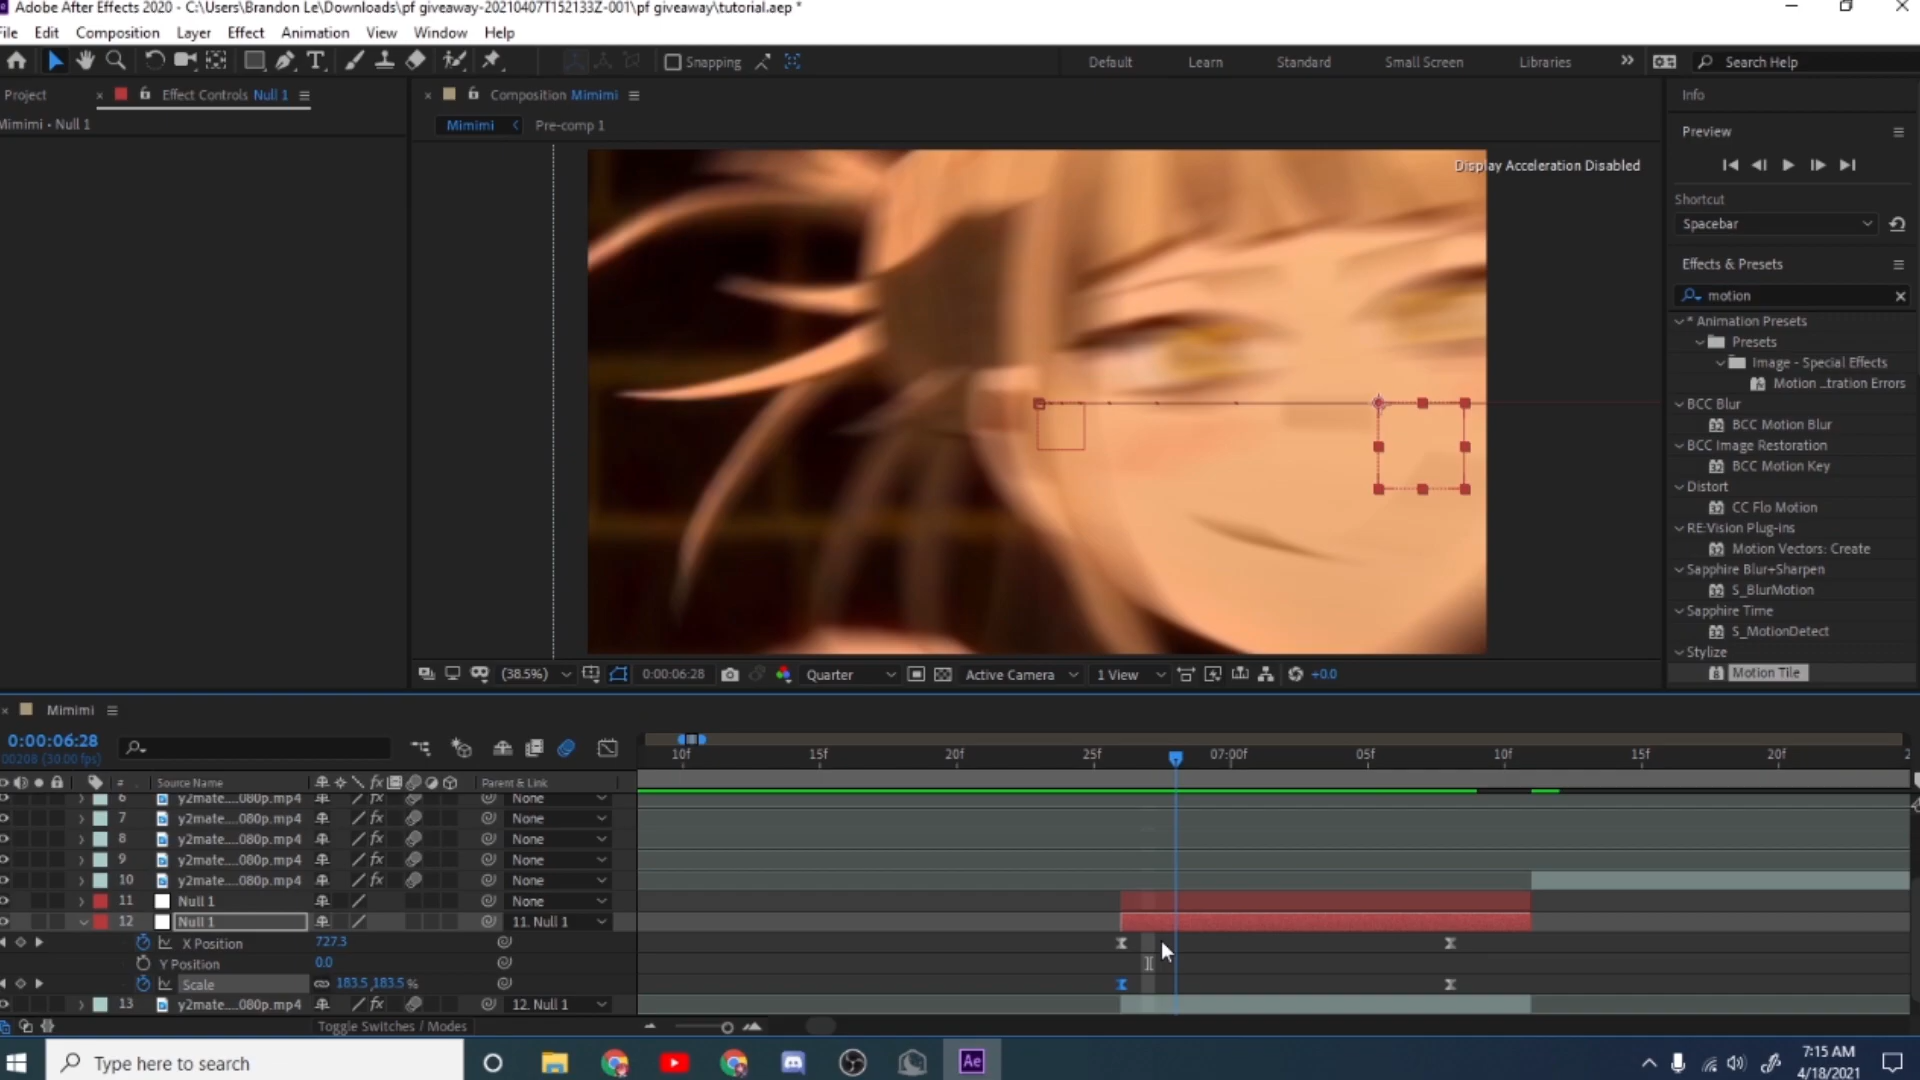 Adobe After Effects 2020 - C:\Users\Brandon Le\Downloads\pf giveaway-20210407T152133Z-001\pf giveaway\tutorial.aep *
File Edit Composition Layer Effect Animation View Window Help
Snapping
Default Learn Standard Small Screen Libraries
Search Help
Project
Effect Controls Null 1
Mimimi • Null 1
Composition Mimimi
Mimimi Pre-comp 1
Display Acceleration Disabled
(38.5%) 0:00:06:28 Quarter Active Camera 1 View +0.0
Info
Preview
Shortcut
Spacebar
Effects & Presets
motion
* Animation Presets
Presets
Image - Special Effects
Motion ...tration Errors
BCC Blur
BCC Motion Blur
BCC Image Restoration
BCC Motion Key
Distort
CC Flo Motion
RE:Vision Plug-ins
Motion Vectors: Create
Sapphire Blur+Sharpen
S_BlurMotion
Sapphire Time
S_MotionDetect
Stylize
Motion Tile
Mimimi
0:00:06:28
00208 (30.00 fps)
10f 15f 20f 25f 07:00f 05f 10f 15f 20f
# Source Name Parent & Link
6 y2mate....080p.mp4 None
7 y2mate....080p.mp4 None
8 y2mate....080p.mp4 None
9 y2mate....080p.mp4 None
10 y2mate....080p.mp4 None
11 Null 1 None
12 Null 1 11. Null 1
X Position 727.3
Y Position 0.0
Scale 183.5,183.5 %
13 y2mate....080p.mp4 12. Null 1
Toggle Switches / Modes
Type here to search
Ae
7:15 AM
4/18/2021